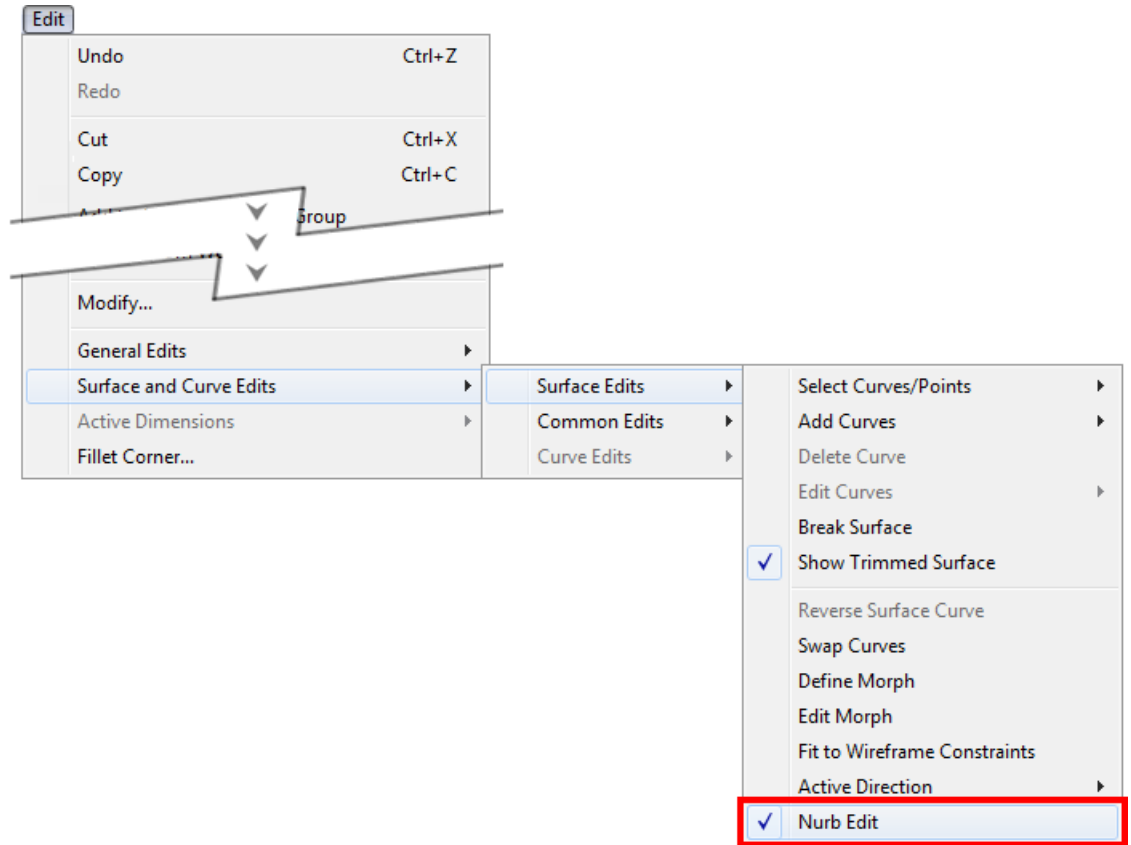 Edit
Undo Ctrl+Z
Redo
Cut Ctrl+X
Copy Ctrl+C
Group
Modify...
General Edits
Surface and Curve Edits
Active Dimensions
Fillet Corner...
Surface Edits
Common Edits
Curve Edits
Select Curves/Points
Add Curves
Delete Curve
Edit Curves
Break Surface
Show Trimmed Surface
Reverse Surface Curve
Swap Curves
Define Morph
Edit Morph
Fit to Wireframe Constraints
Active Direction
Nurb Edit